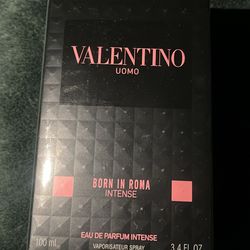 VALENTINO
UOMO
BORN IN ROMA
INTENSE
EAU DE PARFUM INTENSE
100 ml VAPORISATEUR SPRAY 3.4 FL OZ